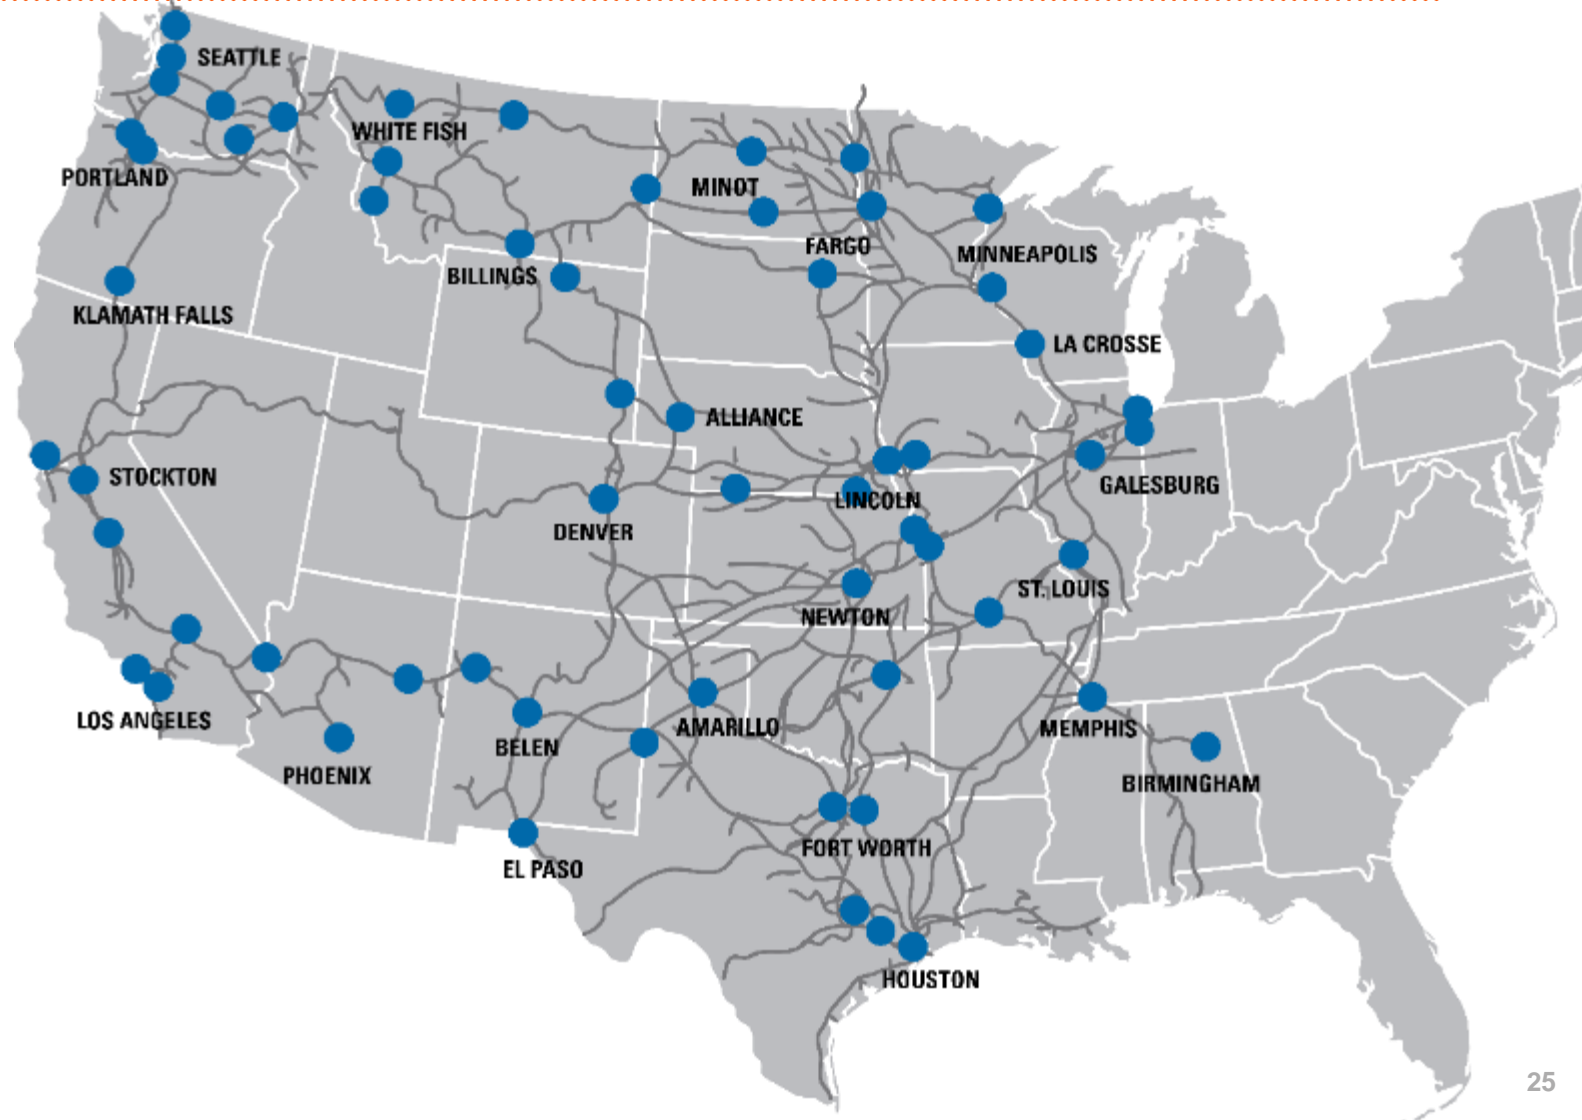 SEATTLE
WHITE FISH
PORTLAND
MINOT
FARGO
MINNEAPOLIS
BILLINGS
KLAMATH FALLS
LA CROSSE
ALLIANCE
STOCKTON
GALESBURG
LINCOLN
DENVER
ST. LOUIS
NEWTON
LOS ANGELES
AMARILLO
MEMPHIS
BELEN
PHOENIX
BIRMINGHAM
FORT WORTH
EL PASO
HOUSTON
25